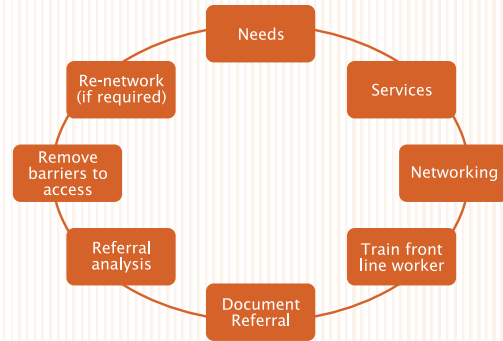 Needs
Services
Networking
Train front
line worker
Document
Referral
Referral
analysis
Remove
barriers to
access
Re-network
(if required)